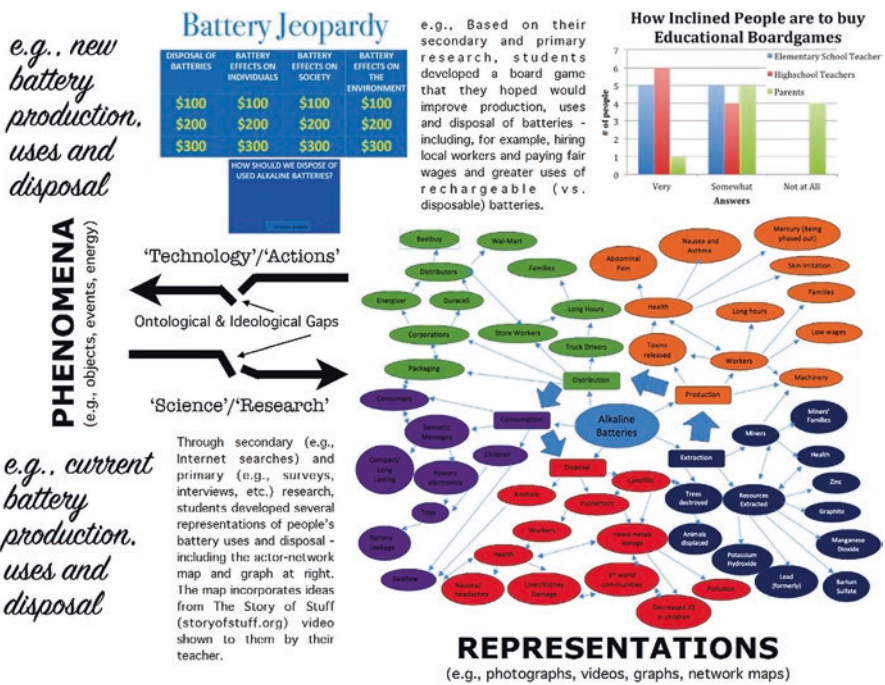 e.g., new
battery
production,
uses and
disposal
Battery Jeopardy
DISPOSAL OF
BATTERIES
BATTERY
EFFECTS ON
INDIVIDUALS
BATTERY
EFFECTS ON
SOCIETY
BATTERY
EFFECTS ON
THE
ENVIRONMENT
$100 $100 $100 $100
$200 $200 $200 $200
$300 $300 $300 $300
HOW SHOULD WE DISPOSE OF
USED ALKALINE BATTERIES?
e.g., Based on their
secondary and primary
research, students
developed a board game
that they hoped would
improve production, uses
and disposal of batteries -
including, for example, hiring
local workers and paying fair
wages and greater uses of
rechargeable (vs.
disposable) batteries.
How Inclined People are to buy
Educational Boardgames
Elementary School Teacher
Highschool Teachers
Parents
# of people
7
6
5
4
3
2
1
0
Very Somewhat Not at All
Answers
PHENOMENA
(e.g., objects, events, energy)
'Technology'/'Actions'
Ontological & Ideological Gaps
'Science'/'Research'
e.g., current
battery
production,
uses and
disposal
Through secondary (e.g.,
Internet searches) and
primary (e.g., surveys,
interviews, etc.) research,
students developed several
representations of people's
battery uses and disposal -
including the actor-network
map and graph at right.
The map incorporates ideas
from The Story of Stuff
(storyofstuff.org) video
shown to them by their
teacher.
Bestbuy
Wal-Mart
Distributors
Families
Energizer
Duracell
Long Hours
Corporations
Store Workers
Truck Drivers
Packaging
Distribution
Abdominal
Pain
Nausea and
Asthma
Mercury (Being
phased out)
Skin Irritation
Health
Families
Long hours
Toxins
released
Low wages
Workers
Machinery
Production
Consumers
Consumption
Alkaline
Batteries
Semiotic
Messages
Children
Compact/
Long
Lasting
Powers
electronics
Toys
Battery
Leakage
Swallow
Extraction
Miners
Miners'
Families
Health
Zinc
Trees
destroyed
Resources
Extracted
Graphite
Animals
displaced
Manganese
Dioxide
Potassium
Hydroxide
Lead
(formerly)
Barium
Sulfate
Disposal
Landfills
Animals
Incinerators
Workers
Heavy metals
leakage
Health
Nausea/
headaches
Liver/Kidney
Damage
3rd world
communities
Pollution
Decreased IQ
in children
REPRESENTATIONS
(e.g., photographs, videos, graphs, network maps)